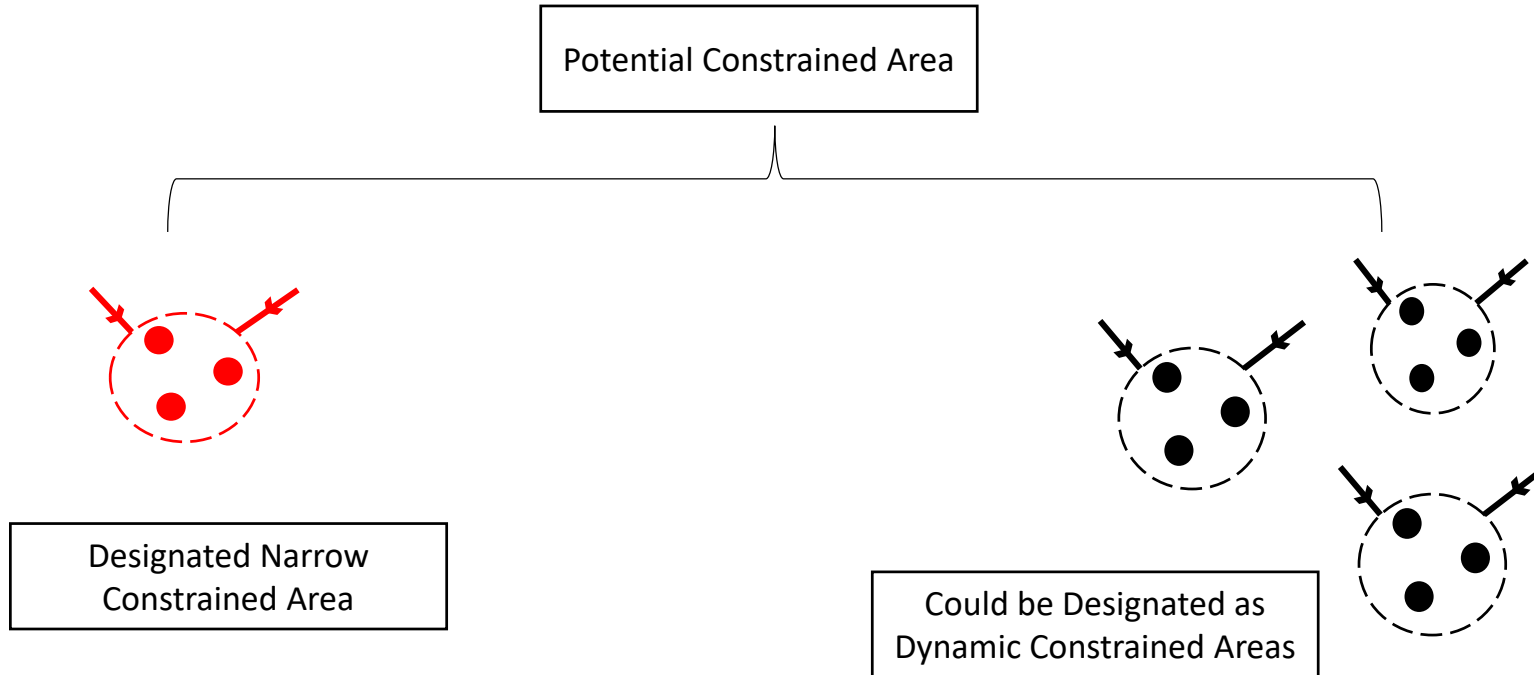 Potential Constrained Area
Designated Narrow
Constrained Area
Could be Designated as
Dynamic Constrained Areas